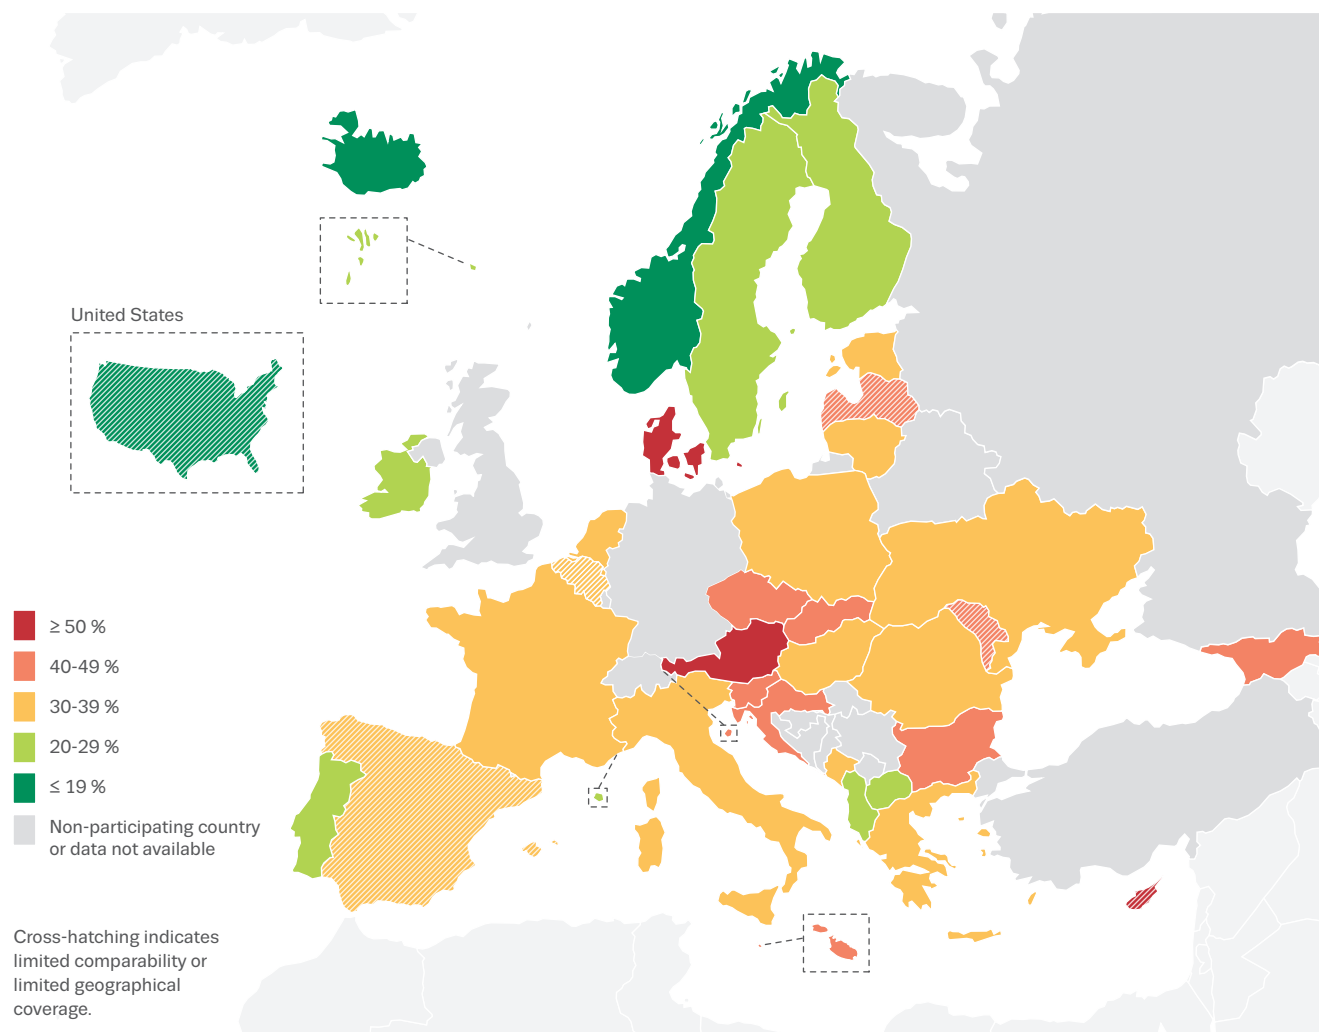 United States
≥ 50 %
40-49 %
30-39 %
20-29 %
≤ 19 %
Non-participating country
or data not available
Cross-hatching indicates
limited comparability or
limited geographical
coverage.